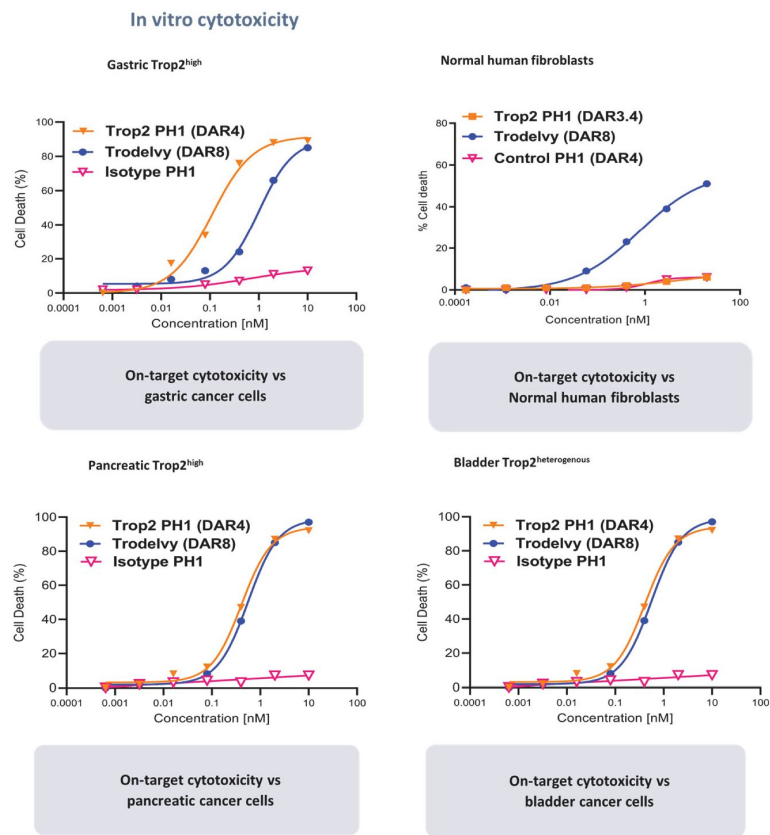 In vitro cytotoxicity
Gastric Trop2high
100
80
60
40
20
0
Cell Death (%)
Trop2 PH1 (DAR4)
Trodelvy (DAR8)
Isotype PH1
0.0001 0.001 0.01 0.1 1 10 100
Concentration [nM]
On-target cytotoxicity vs
gastric cancer cells
Normal human fibroblasts
80
60
40
20
0
% Cell death
Trop2 PH1 (DAR3.4)
Trodelvy (DAR8)
Control PH1 (DAR4)
0.0001 0.01 1 100
Concentration [nM]
On-target cytotoxicity vs
Normal human fibroblasts
Pancreatic Trop2high
100
80
60
40
20
0
Cell Death (%)
Trop2 PH1 (DAR4)
Trodelvy (DAR8)
Isotype PH1
0.0001 0.001 0.01 0.1 1 10 100
Concentration [nM]
On-target cytotoxicity vs
pancreatic cancer cells
Bladder Trop2heterogenous
100
80
60
40
20
0
Cell Death (%)
Trop2 PH1 (DAR4)
Trodelvy (DAR8)
Isotype PH1
0.0001 0.001 0.01 0.1 1 10 100
Concentration [nM]
On-target cytotoxicity vs
bladder cancer cells